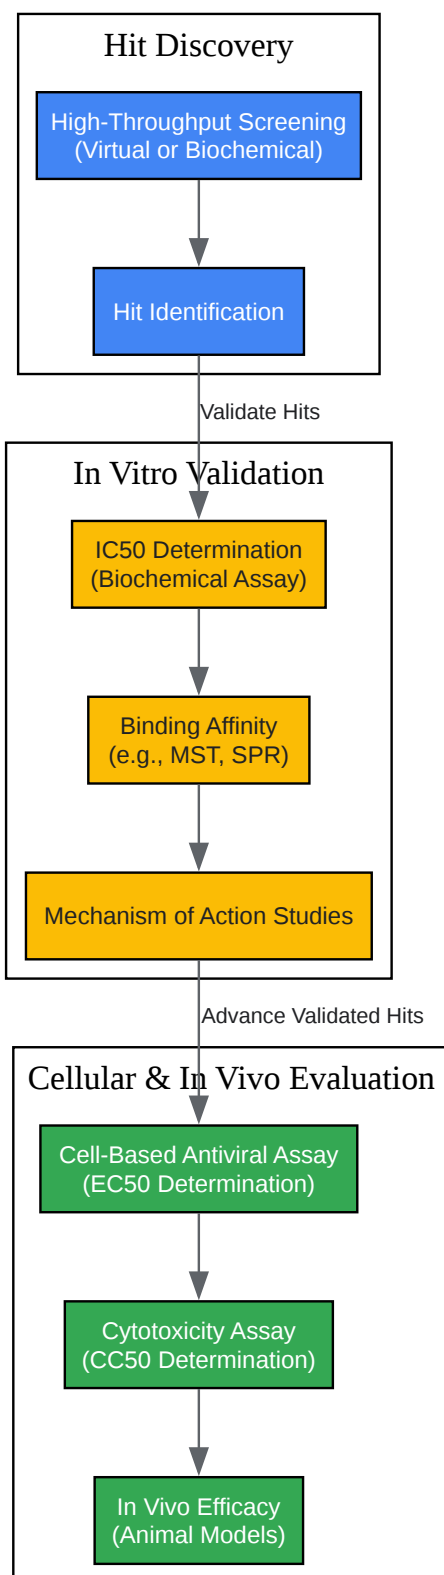 Hit Discovery
High-Throughput Screening
(Virtual or Biochemical)
Hit Identification
Validate Hits
In Vitro Validation
IC50 Determination
(Biochemical Assay)
Binding Affinity
(e.g., MST, SPR)
Mechanism of Action Studies
Advance Validated Hits
Cellular & In Vivo Evaluation
Cell-Based Antiviral Assay
(EC50 Determination)
Cytotoxicity Assay
(CC50 Determination)
In Vivo Efficacy
(Animal Models)